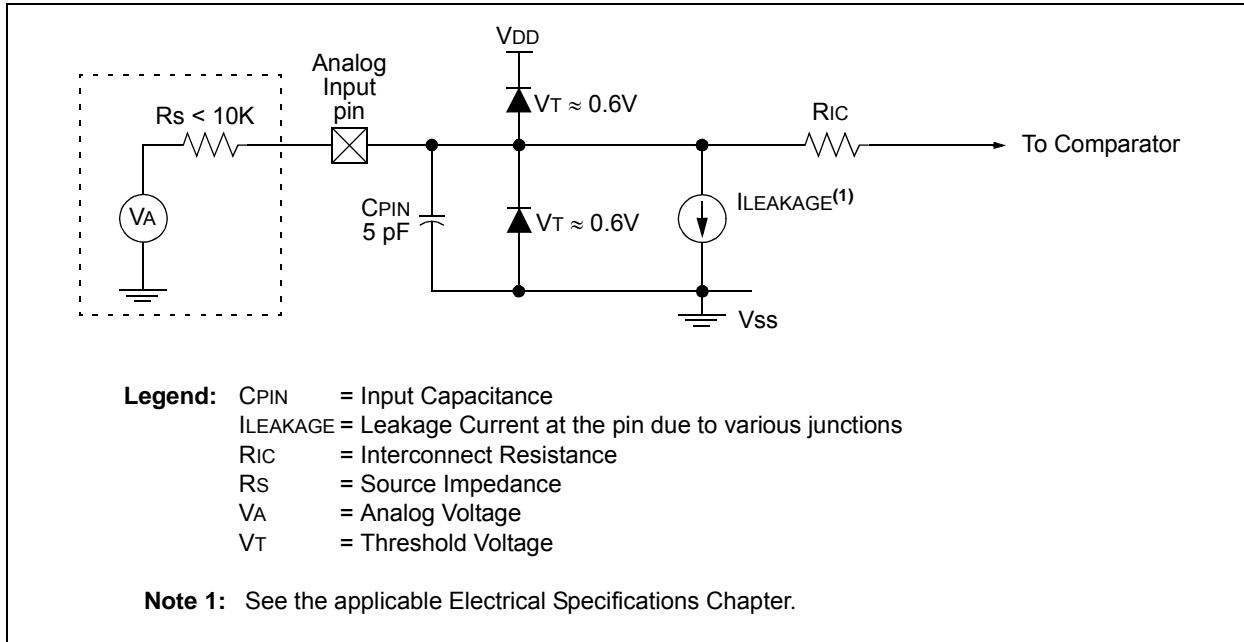 VDD
Analog
Input
pin
Rs < 10K
VT ≈ 0.6V
RIC
To Comparator
VA
CPIN
5 pF
VT ≈ 0.6V
ILEAKAGE(1)
Vss
Legend: CPIN = Input Capacitance
ILEAKAGE = Leakage Current at the pin due to various junctions
RIC = Interconnect Resistance
RS = Source Impedance
VA = Analog Voltage
VT = Threshold Voltage
Note 1: See the applicable Electrical Specifications Chapter.